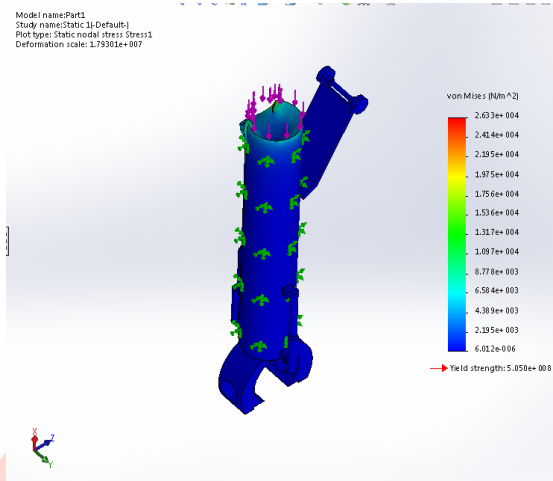 Model name:Part1
Study name:Static 1(-Default-)
Plot type: Static nodal stress Stress1
Deformation scale: 1.79301e+007
von Mises (N/m^2)
2.633e+004
2.414e+004
2.195e+004
1.975e+004
1.756e+004
1.536e+004
1.317e+004
1.097e+004
8.778e+003
6.584e+003
4.389e+003
2.195e+003
6.012e-006
Yield strength: 5.050e+008
X
Z
Y